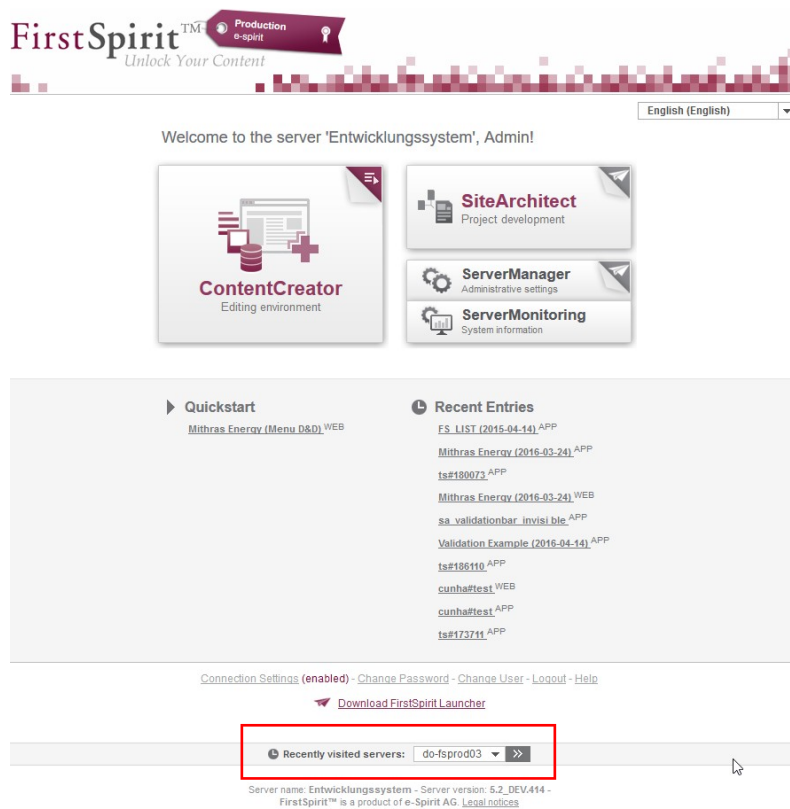 FirstSpirit™
Production
e-spirit
Unlock Your Content
English (English)
Welcome to the server 'Entwicklungssystem', Admin!
ContentCreator
Editing environment
SiteArchitect
Project development
ServerManager
Administrative settings
ServerMonitoring
System information
Quickstart
Mithras Energy (Menu D&D) WEB
Recent Entries
FS_LIST (2015-04-14) APP
Mithras Energy (2016-03-24) APP
ts#180073 APP
Mithras Energy (2016-03-24) WEB
sa_validationbar_invisi ble APP
Validation Example (2016-04-14) APP
ts#186110 APP
cunha#test WEB
cunha#test APP
ts#173711 APP
Connection Settings (enabled) - Change Password - Change User - Logout - Help
Download FirstSpirit Launcher
Recently visited servers: do-fsprod03 >>
Server name: Entwicklungssystem - Server version: 5.2_DEV.414 -
FirstSpirit™ is a product of e-Spirit AG. Legal notices